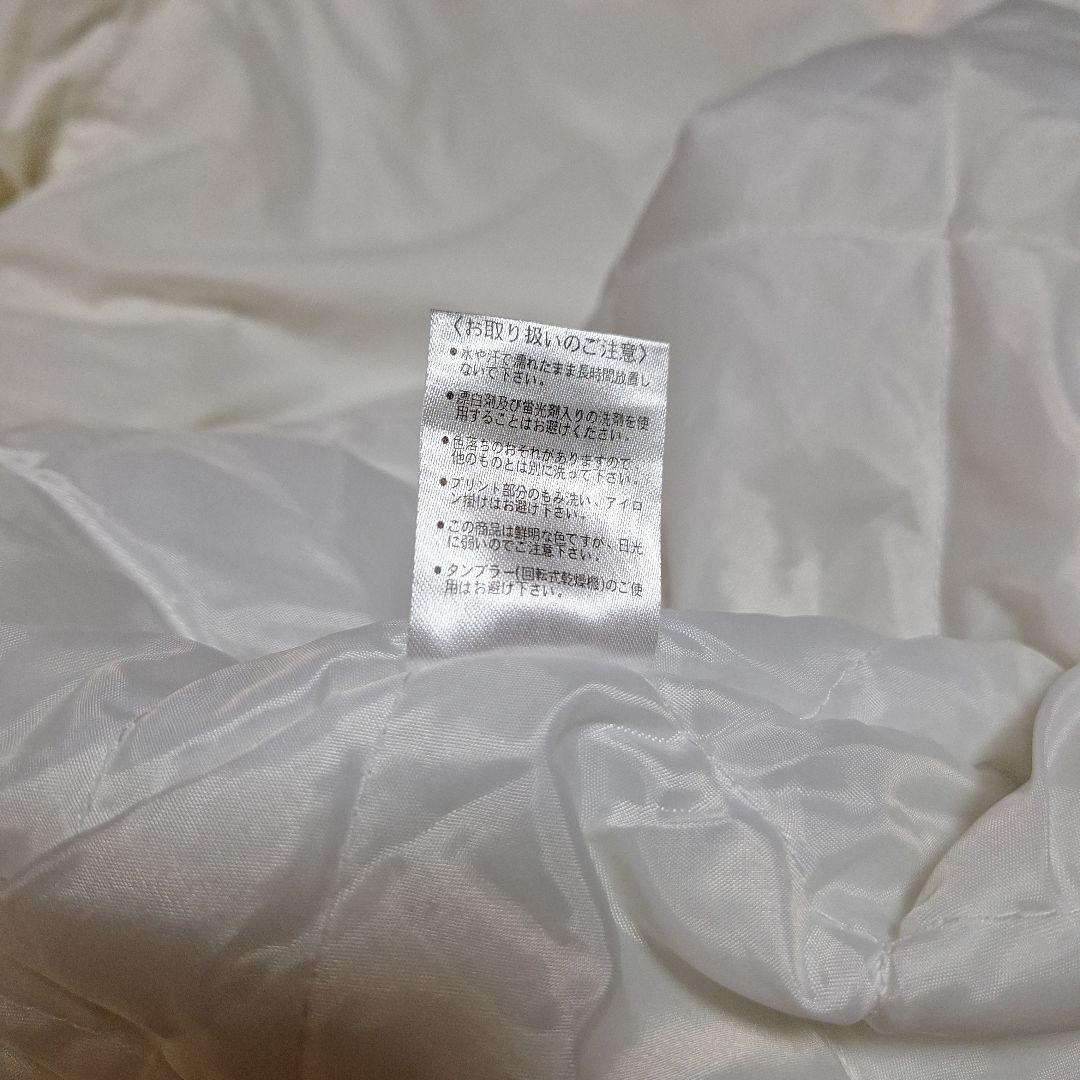 〈お取り扱いのご注意〉
●水や汗で濡れたまま長時間放置し
ないで下さい。
●漂白剤及び蛍光剤入りの洗剤を使
用することはお避けください。
●色落ちのおそれがありますので、
他のものとは別に洗って下さい。
●プリント部分のもみ洗い、アイロ
ン掛けはお避け下さい。
●この商品は鮮明な色ですが、日光
に弱いのでご注意下さい。
●タンブラー(回転式乾燥機)のご使
用はお避け下さい。